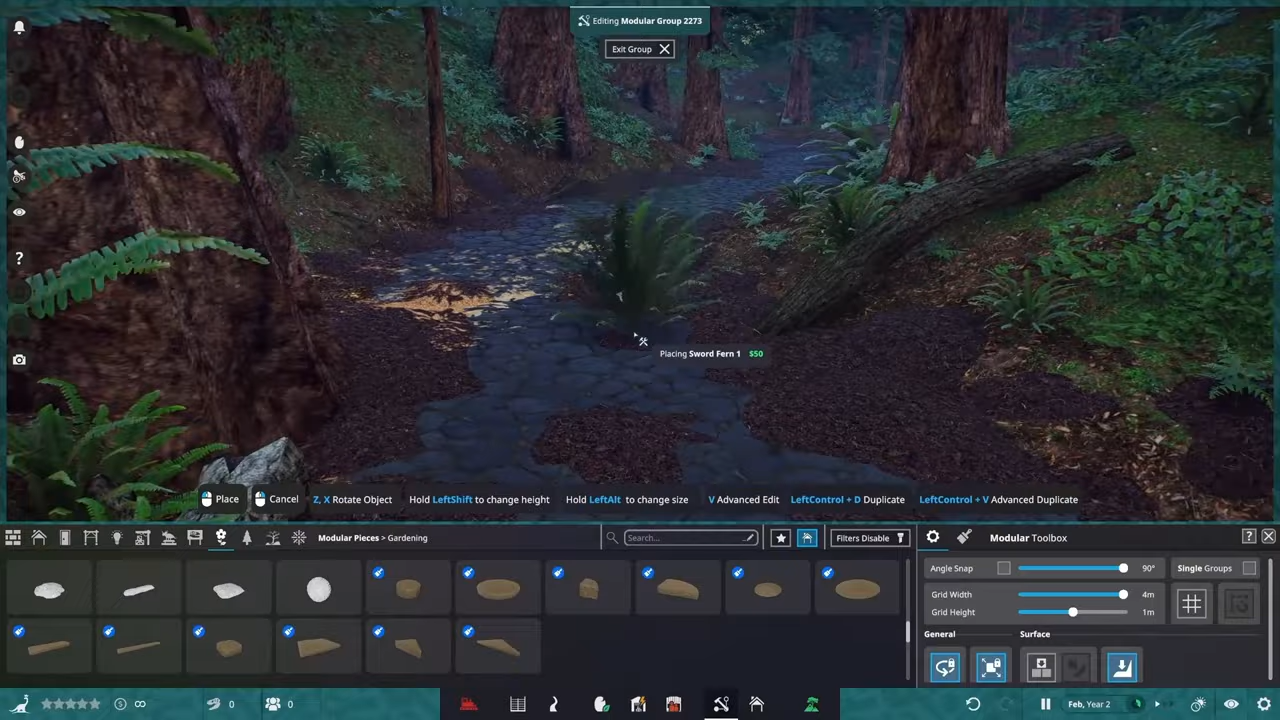 Editing Modular Group 2273
Exit Group
?
Placing Sword Fern 1 $50
Place Cancel Z, X Rotate Object Hold LeftShift to change height Hold LeftAlt to change size V Advanced Edit LeftControl + D Duplicate LeftControl + V Advanced Duplicate
Modular Pieces > Gardening
Search...
Filters Disable
Modular Toolbox
?
Angle Snap 90° Single Groups
Grid Width 4m
Grid Height 1m
General Surface
0 0 Feb, Year 2